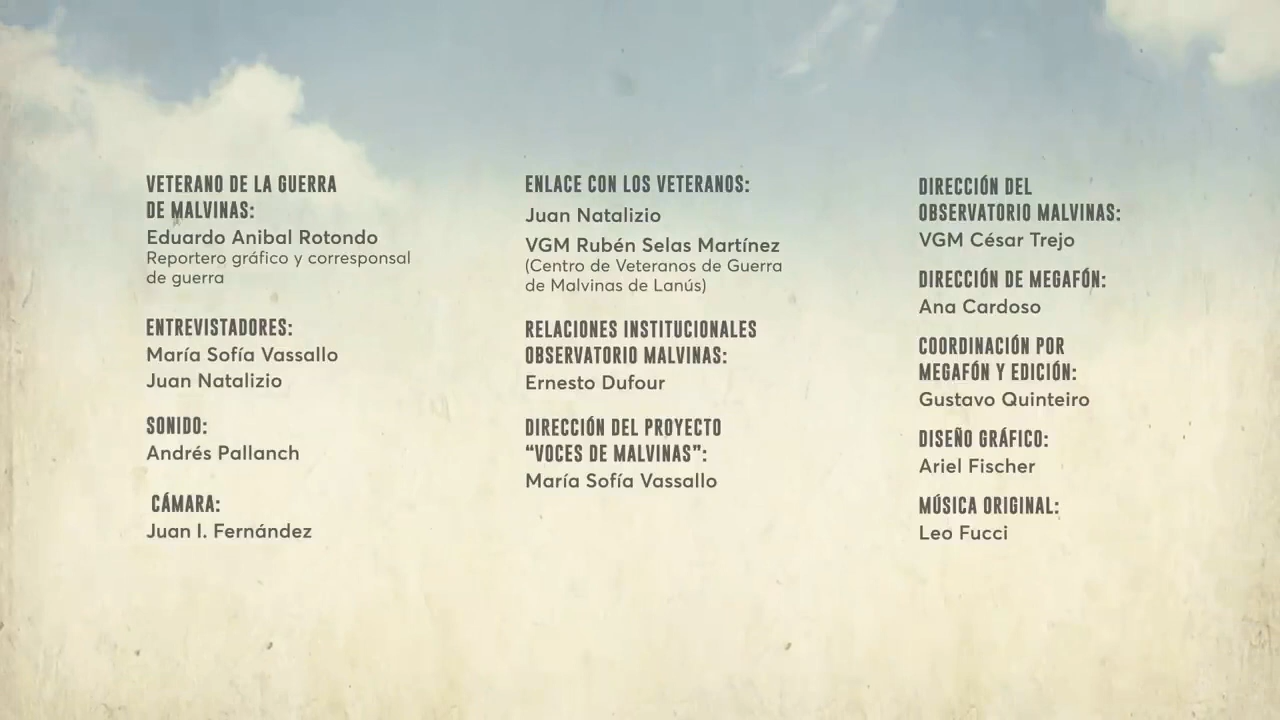 VETERANO DE LA GUERRA
DE MALVINAS:
Eduardo Anibal Rotondo
Reportero gráfico y corresponsal
de guerra
ENTREVISTADORES:
María Sofía Vassallo
Juan Natalizio
SONIDO:
Andrés Pallanch
CÁMARA:
Juan I. Fernández
ENLACE CON LOS VETERANOS:
Juan Natalizio
VGM Rubén Selas Martínez
(Centro de Veteranos de Guerra
de Malvinas de Lanús)
RELACIONES INSTITUCIONALES
OBSERVATORIO MALVINAS:
Ernesto Dufour
DIRECCIÓN DEL PROYECTO
“VOCES DE MALVINAS”:
María Sofía Vassallo
DIRECCIÓN DEL
OBSERVATORIO MALVINAS:
VGM César Trejo
DIRECCIÓN DE MEGAFÓN:
Ana Cardoso
COORDINACIÓN POR
MEGAFÓN Y EDICIÓN:
Gustavo Quinteiro
DISEÑO GRÁFICO:
Ariel Fischer
MÚSICA ORIGINAL:
Leo Fucci